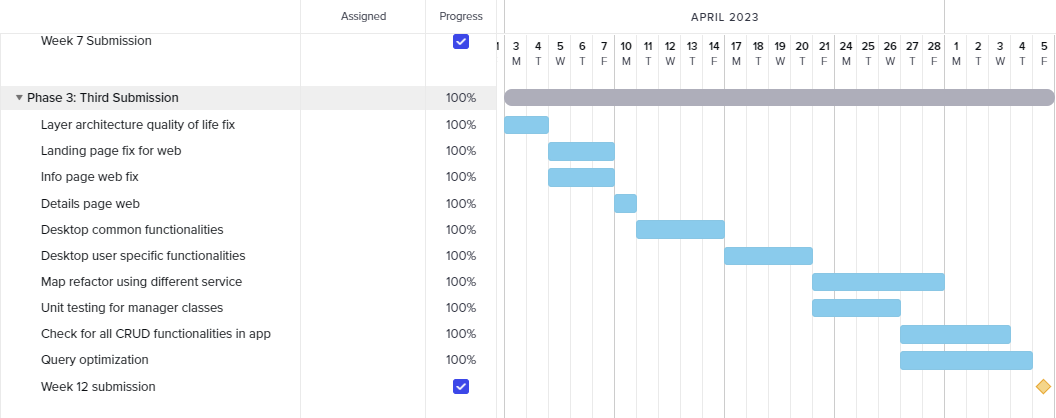 Assigned Progress APRIL 2023
Week 7 Submission
1 3 4 5 6 7 10 11 12 13 14 17 18 19 20 21 24 25 26 27 28 1 2 3 4 5
M T W T F M T W T F M T W T F M T W T F M T W T F
Phase 3: Third Submission 100%
Layer architecture quality of life fix 100%
Landing page fix for web 100%
Info page web fix 100%
Details page web 100%
Desktop common functionalities 100%
Desktop user specific functionalities 100%
Map refactor using different service 100%
Unit testing for manager classes 100%
Check for all CRUD functionalities in app 100%
Query optimization 100%
Week 12 submission